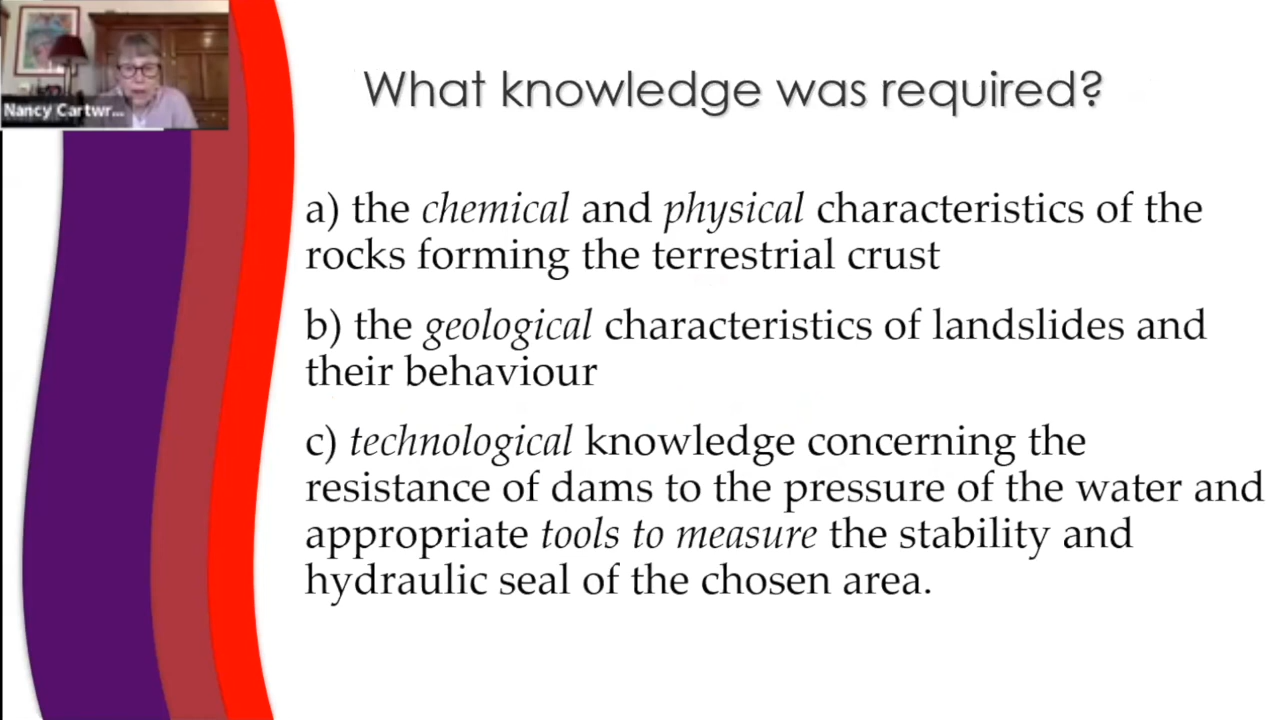 Nancy Cartwr...
What knowledge was required?
a) the chemical and physical characteristics of the
rocks forming the terrestrial crust
b) the geological characteristics of landslides and
their behaviour
c) technological knowledge concerning the
resistance of dams to the pressure of the water and
appropriate tools to measure the stability and
hydraulic seal of the chosen area.